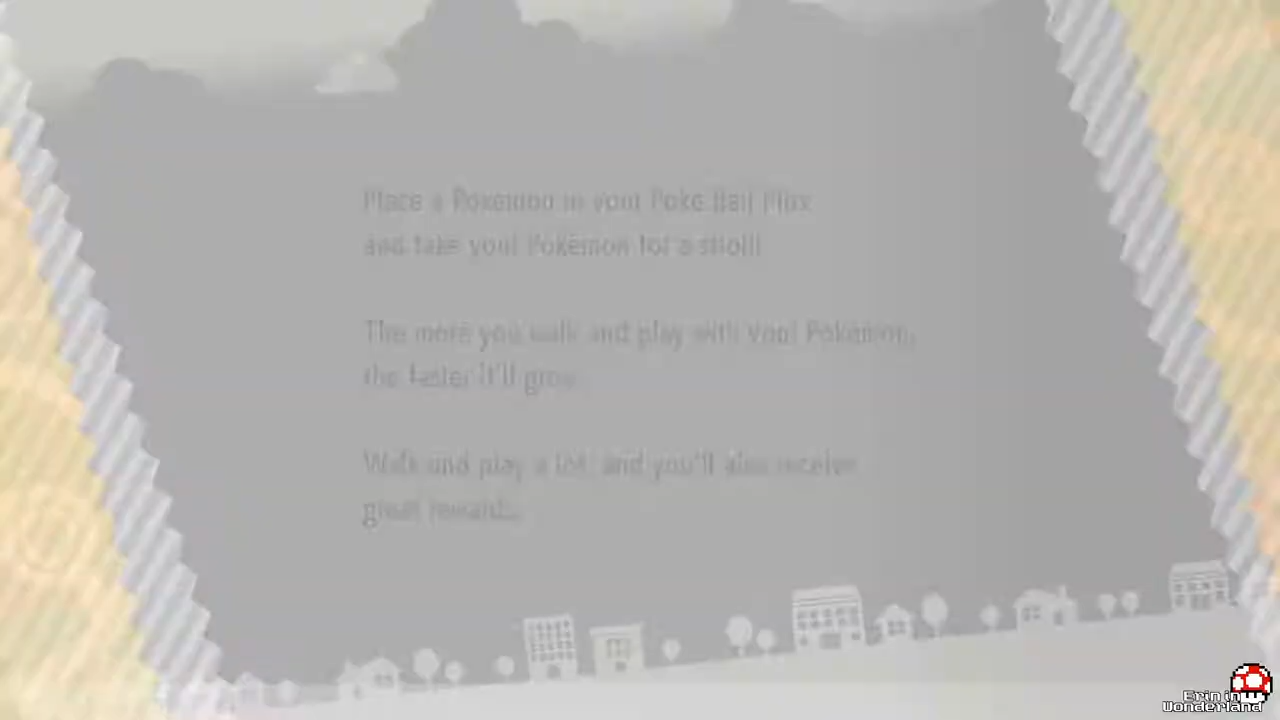 Place a Pokémon in your Poké Ball Plus
and take your Pokémon for a stroll!
The more you walk and play with your Pokémon,
the faster it'll grow.
Walk and play a lot, and you'll also receive
great rewards.
Erin in
Wonderland